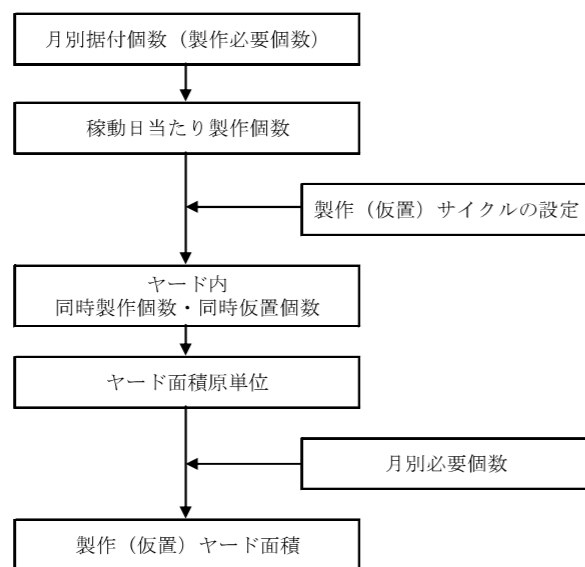 月別据付個数（製作必要個数）
稼動日当たり製作個数
製作（仮置）サイクルの設定
ヤード内
同時製作個数・同時仮置個数
ヤード面積原単位
月別必要個数
製作（仮置）ヤード面積